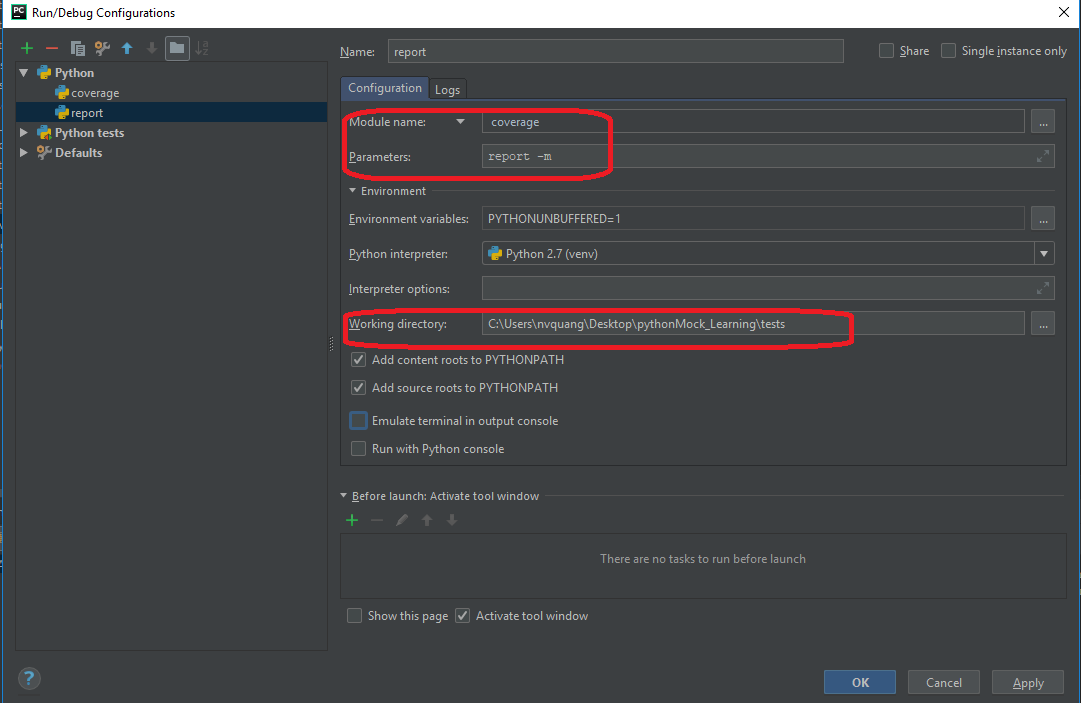 PC Run/Debug Configurations
Python
coverage
report
Python tests
Defaults
Name: report
Share
Single instance only
Configuration
Logs
Module name: coverage
...
Parameters: report -m
Environment
Environment variables: PYTHONUNBUFFERED=1
...
Python interpreter: Python 2.7 (venv)
Interpreter options:
Working directory: C:\Users\nvquang\Desktop\pythonMock_Learning\tests
...
Add content roots to PYTHONPATH
Add source roots to PYTHONPATH
Emulate terminal in output console
Run with Python console
Before launch: Activate tool window
There are no tasks to run before launch
Show this page
Activate tool window
?
OK
Cancel
Apply